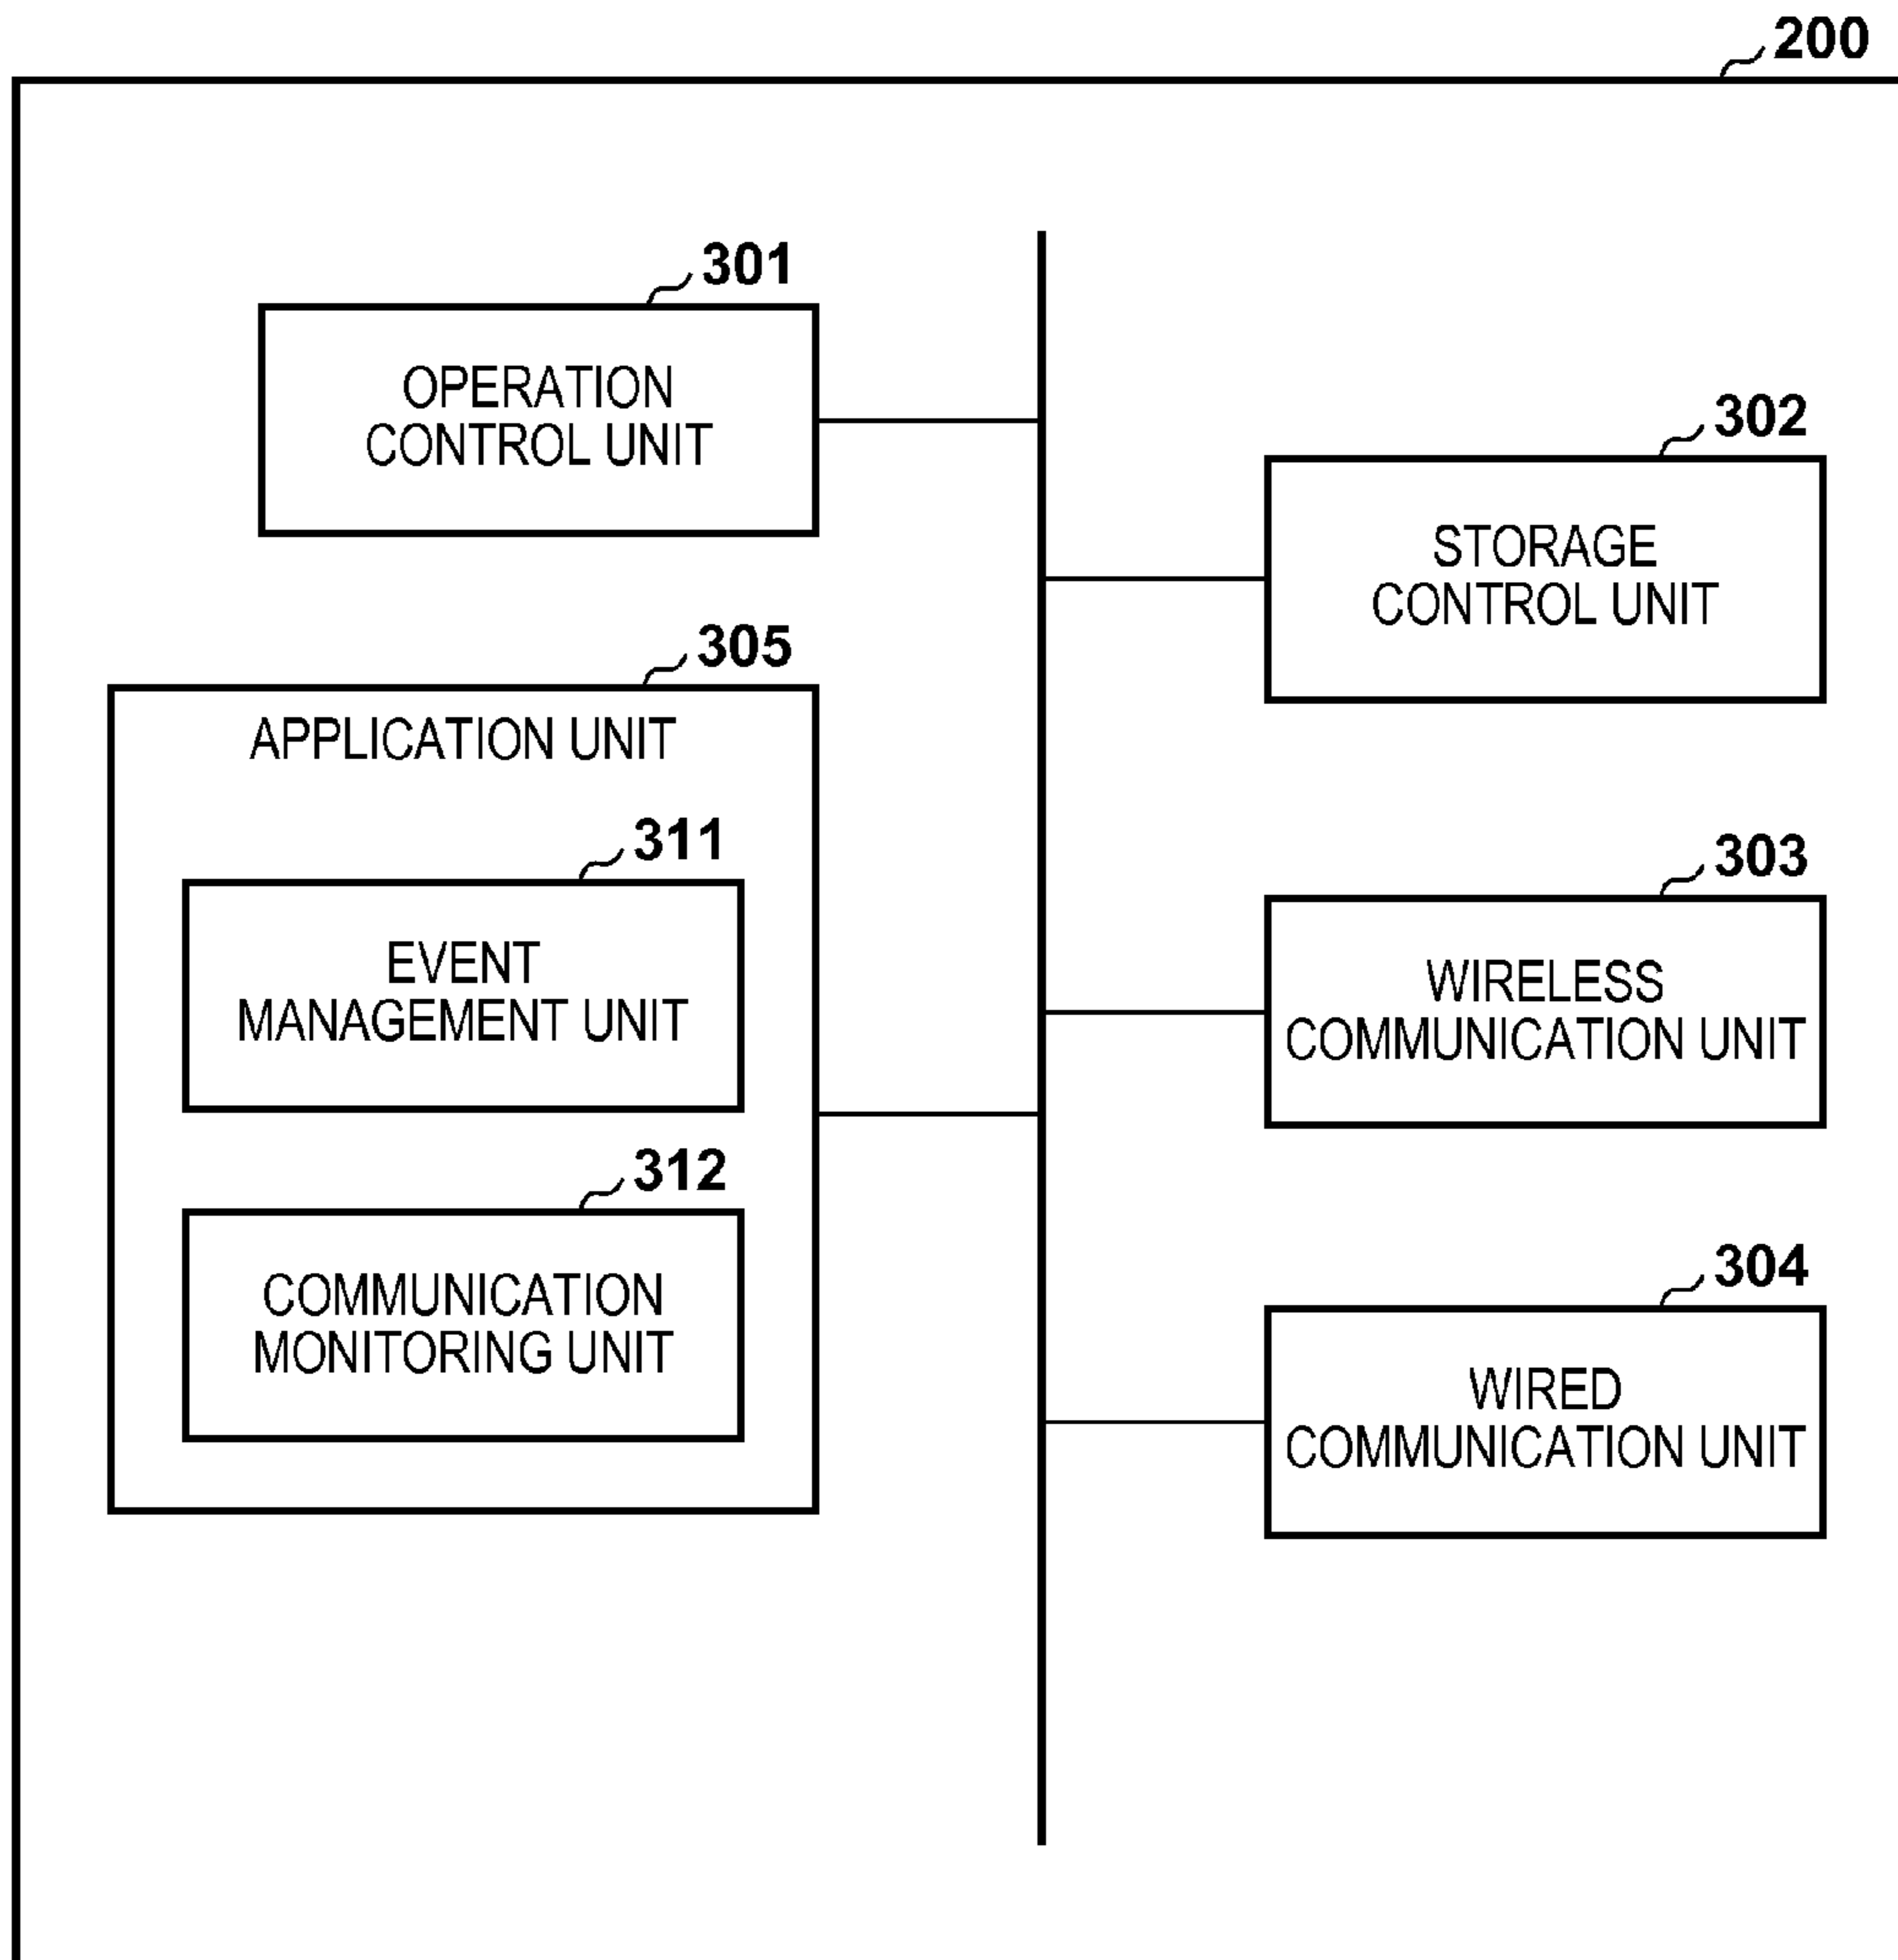 200
301
OPERATION
CONTROL UNIT
302
STORAGE
CONTROL UNIT
305
APPLICATION UNIT
311
EVENT
MANAGEMENT UNIT
303
WIRELESS
COMMUNICATION UNIT
312
COMMUNICATION
MONITORING UNIT
304
WIRED
COMMUNICATION UNIT